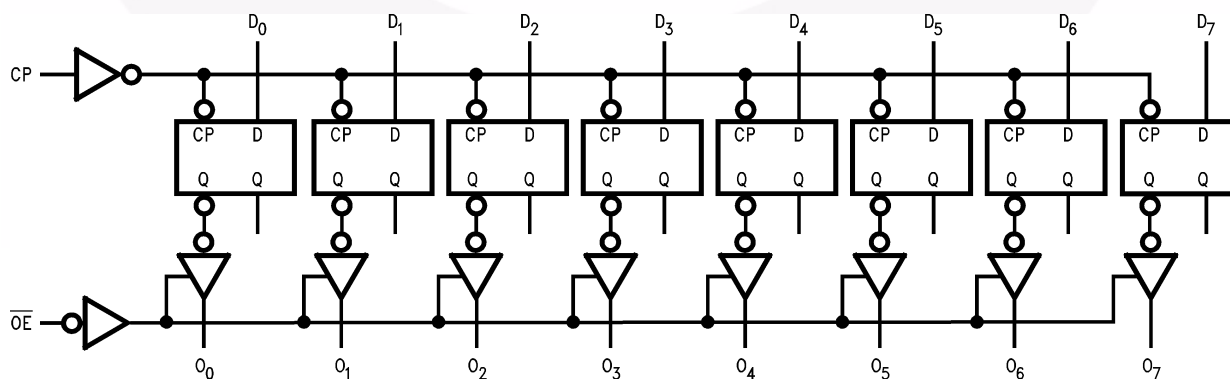 D0 D1 D2 D3 D4 D5 D6 D7
CP
CP D CP D CP D CP D CP D CP D CP D CP D
Q Q Q Q Q Q Q Q Q Q Q Q Q Q Q Q
OE
O0 O1 O2 O3 O4 O5 O6 O7